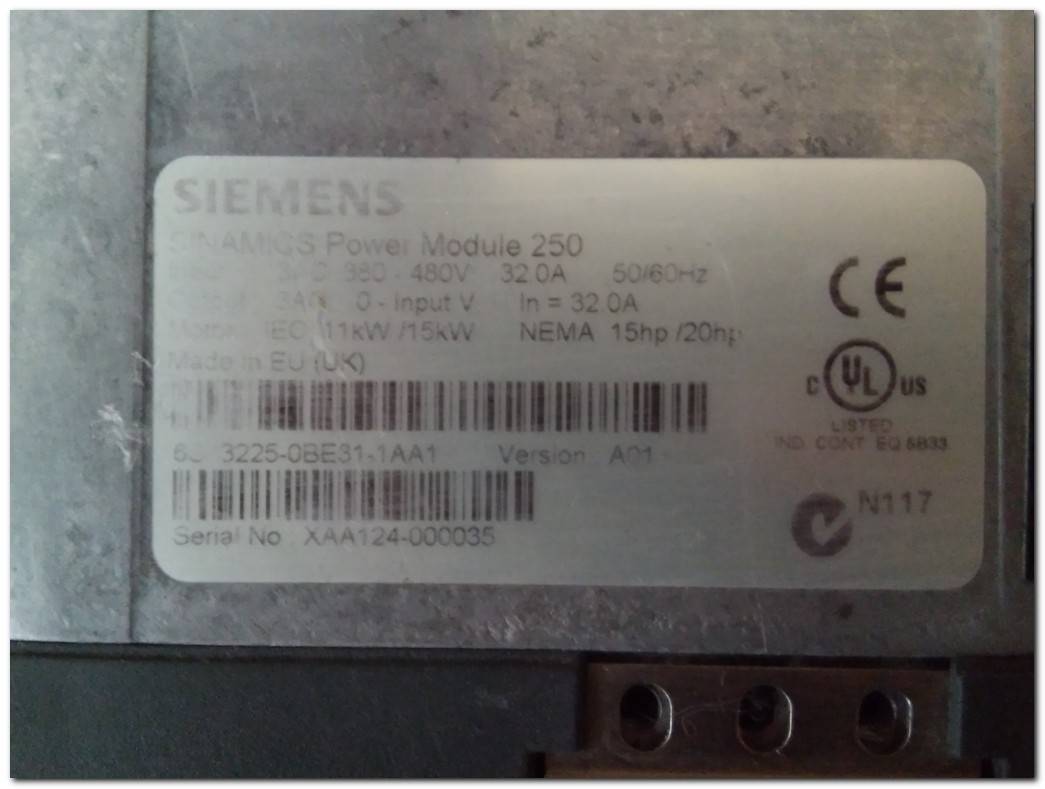 SIEMENS
SINAMICS Power Module 250
380 - 480V 32.0A 50/60Hz
3AC 0 - Input V In = 32.0A
Motor IEC 11kW /15kW NEMA 15hp /20hp
Made in EU (UK)
3225-0BE31-1AA1 Version A01
Serial No XAA124-000035
CE
C UL US
LISTED
IND. CONT. EQ 5B33
N117